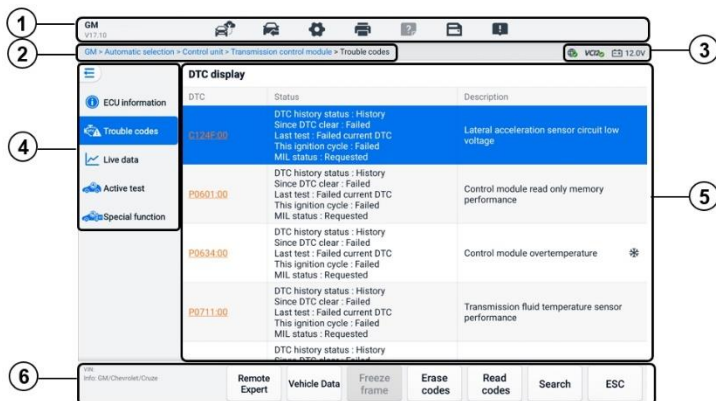 1
GM
V17.10
2
GM > Automatic selection > Control unit > Transmission control module > Trouble codes
VCI
12.0V
3
4
ECU information
Trouble codes
Live data
Active test
Special function
DTC display
DTC Status Description
C124F:00
DTC history status : History
Since DTC clear : Failed
Last test : Failed current DTC
This ignition cycle : Failed
MIL status : Requested
Lateral acceleration sensor circuit low
voltage
P0601:00
DTC history status : History
Since DTC clear : Failed
Last test : Failed current DTC
This ignition cycle : Failed
MIL status : Requested
Control module read only memory
performance
5
P0634:00
DTC history status : History
Since DTC clear : Failed
Last test : Failed current DTC
This ignition cycle : Failed
MIL status : Requested
Control module overtemperature
P0711:00
DTC history status : History
Since DTC clear : Failed
Last test : Failed current DTC
This ignition cycle : Failed
MIL status : Requested
Transmission fluid temperature sensor
performance
DTC history status : History
Since DTC clear : Failed
6
VIN:
Info: GM/Chevrolet/Cruze
Remote
Expert
Vehicle Data
Freeze
frame
Erase
codes
Read
codes
Search
ESC